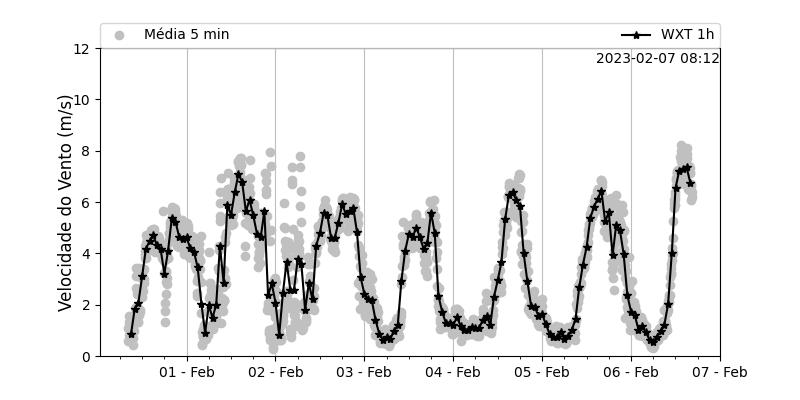 Média 5 min
WXT 1h
2023-02-07 08:12
Velocidade do Vento (m/s)
12
10
8
6
4
2
0
01 - Feb 02 - Feb 03 - Feb 04 - Feb 05 - Feb 06 - Feb 07 - Feb